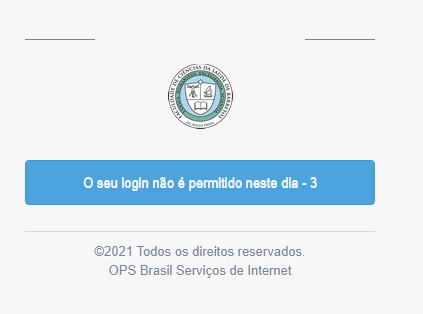 FACULDADE DE CIÊNCIAS DA SAÚDE DE BARRETOS
DR. PAULO PRATA
O seu login não é permitido neste dia - 3
©2021 Todos os direitos reservados.
OPS Brasil Serviços de Internet